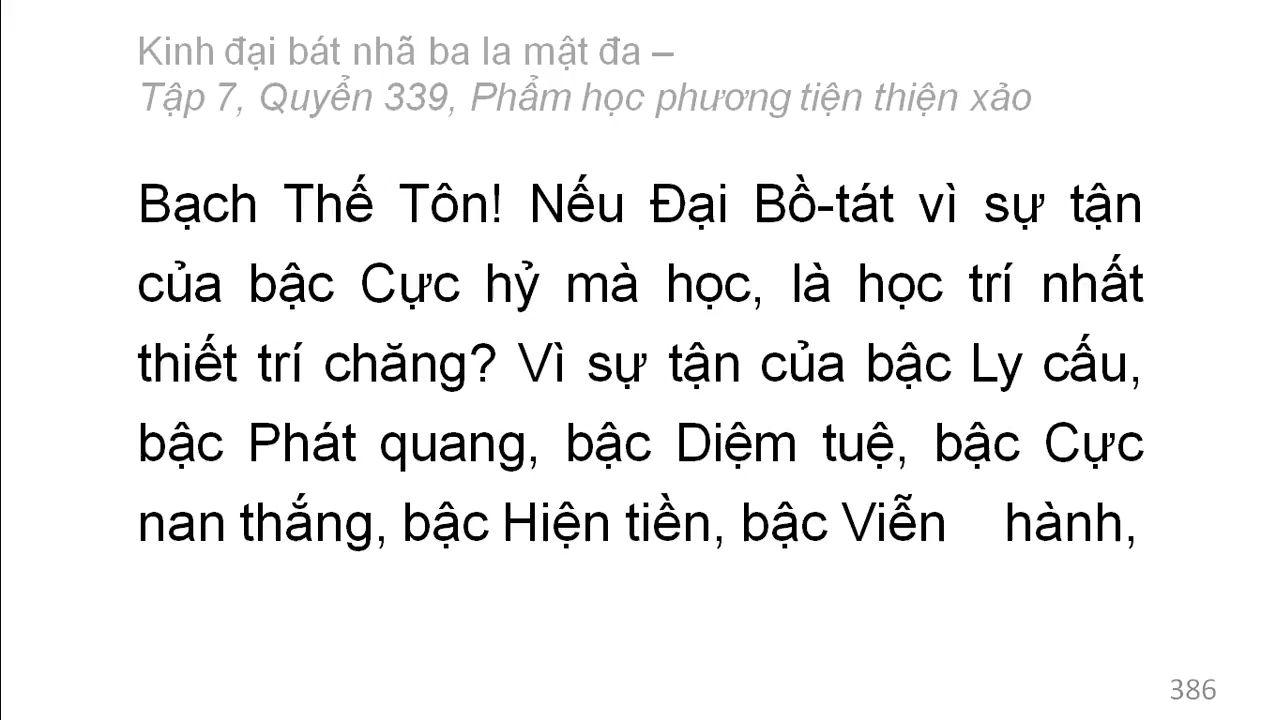 Kinh đại bát nhã ba la mật đa –
Tập 7, Quyển 339, Phẩm học phương tiện thiện xảo
Bạch Thế Tôn! Nếu Đại Bồ-tát vì sự tận
của bậc Cực hỷ mà học, là học trí nhất
thiết trí chăng? Vì sự tận của bậc Ly cấu,
bậc Phát quang, bậc Diệm tuệ, bậc Cực
nan thắng, bậc Hiện tiền, bậc Viễn hành,
386